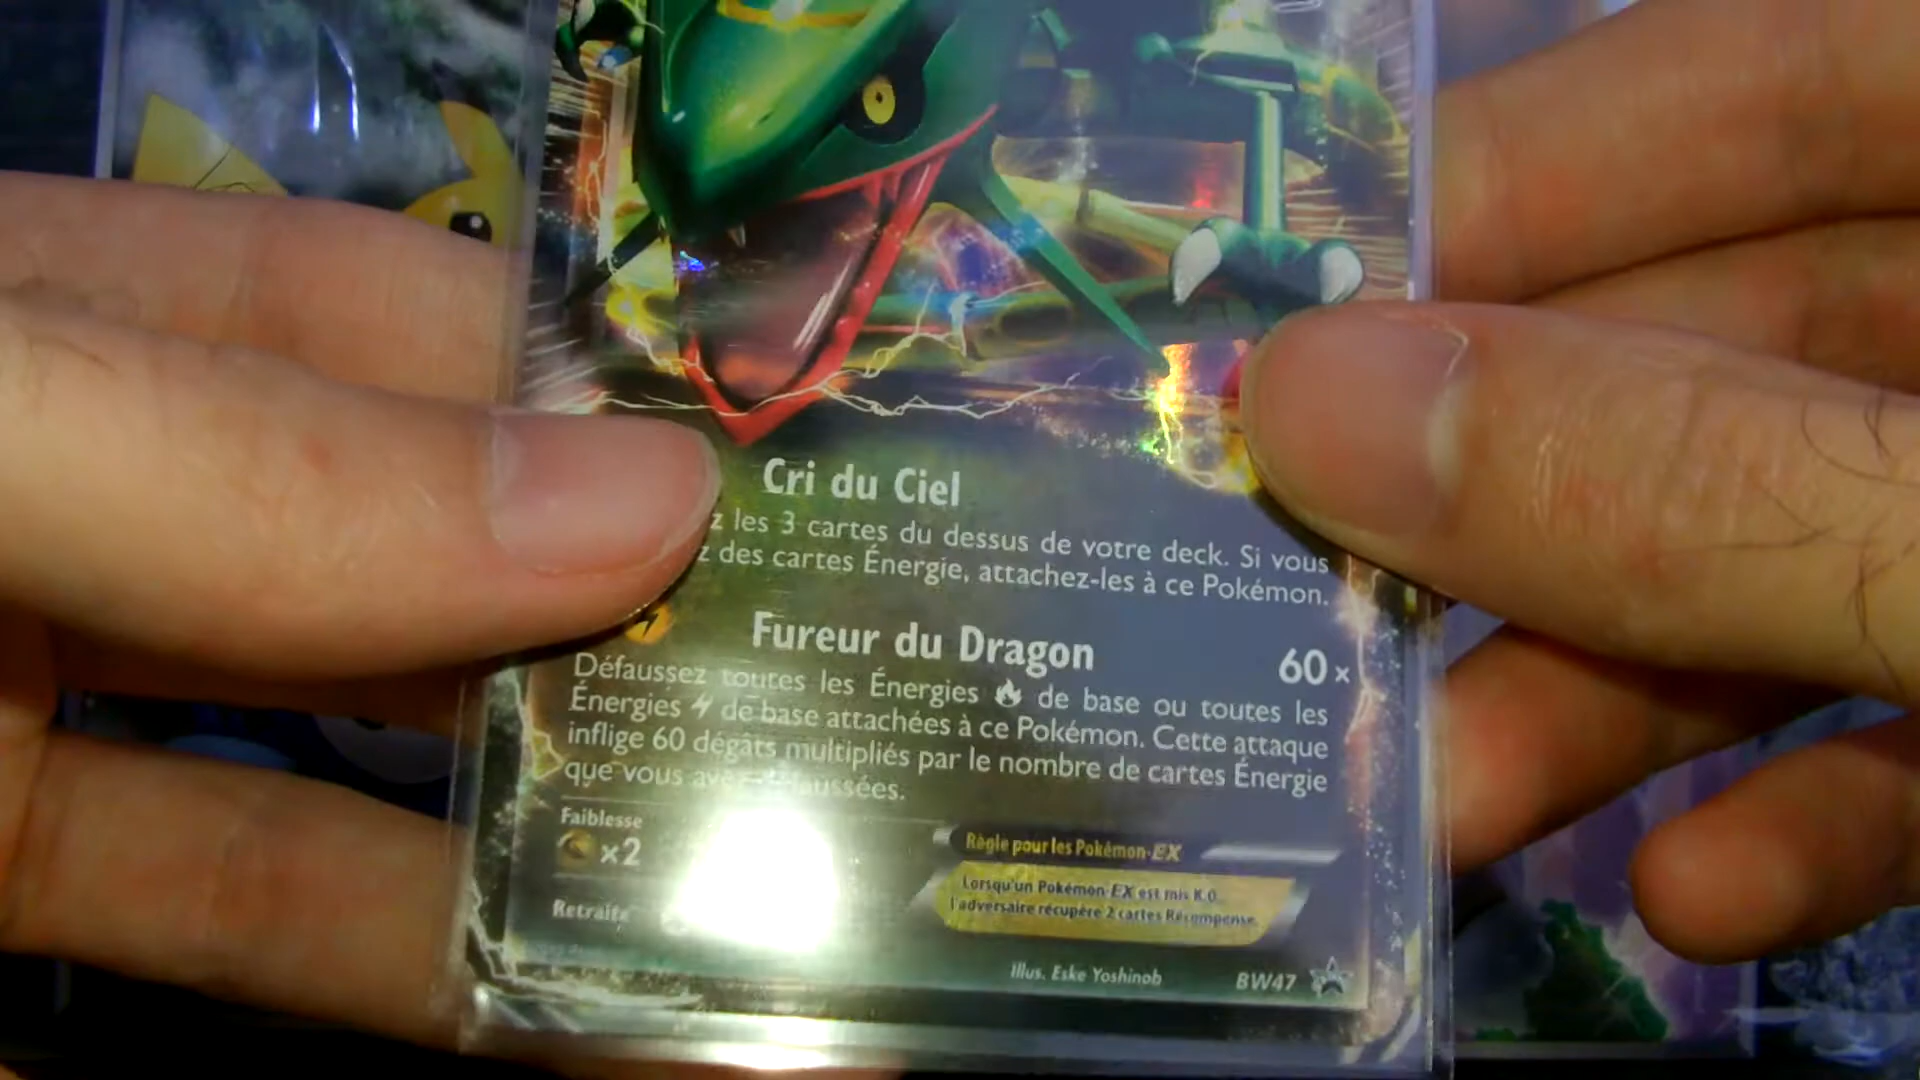 Cri du Ciel
z les 3 cartes du dessus de votre deck. Si vous
z des cartes Énergie, attachez-les à ce Pokémon.
Fureur du Dragon 60×
Défaussez toutes les Énergies de base ou toutes les
Énergies de base attachées à ce Pokémon. Cette attaque
inflige 60 dégâts multipliés par le nombre de cartes Énergie
que vous
Faiblesse
×2
Règle pour les Pokémon-EX
Lorsqu'un Pokémon-EX est mis K.O.
l'adversaire récupère 2 cartes Récompense.
Retraite
Illus. Eske Yoshinob
BW47